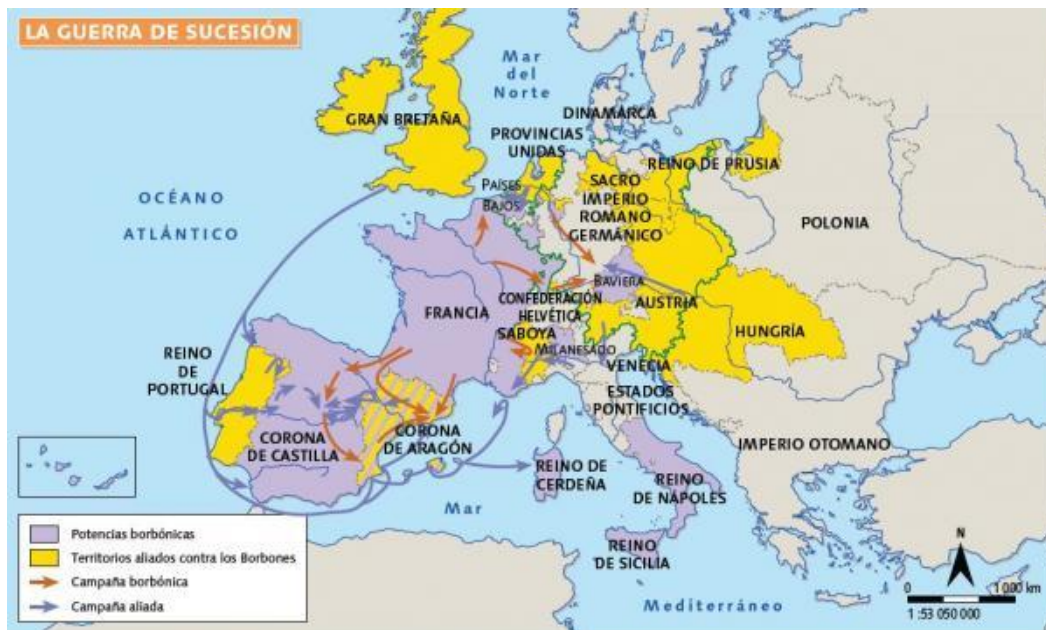 LA GUERRA DE SUCESIÓN
Mar
del
Norte
DINAMARCA
GRAN BRETAÑA
PROVINCIAS
UNIDAS
REINO DE PRUSIA
PAÍSES
BAJOS
SACRO
IMPERIO
ROMANO
GERMÁNICO
OCÉANO
ATLÁNTICO
POLONIA
BAVIERA
CONFEDERACIÓN
HELVÉTICA
AUSTRIA
FRANCIA
HUNGRÍA
SABOYA
MILANESADO
VENECIA
REINO
DE
PORTUGAL
ESTADOS
PONTIFICIOS
CORONA
DE CASTILLA
CORONA
DE ARAGÓN
IMPERIO OTOMANO
REINO DE
CERDEÑA
REINO
DE NÁPOLES
Mar
REINO
DE SICILIA
Mediterráneo
Potencias borbónicas
Territorios aliados contra los Borbones
Campaña borbónica
Campaña aliada
N
0 1 000 km
1 :53 050 000